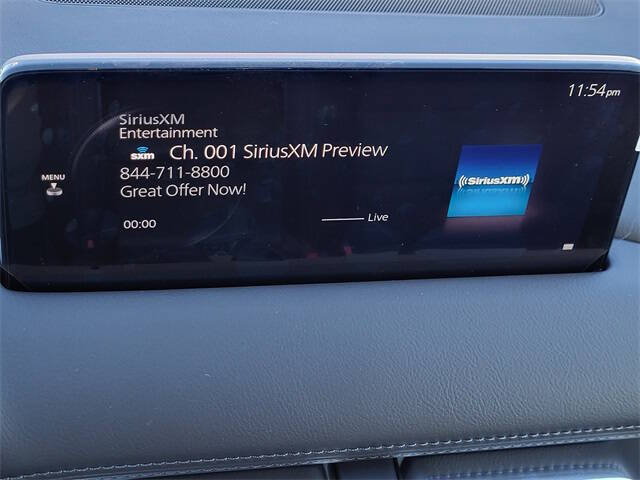 11:54pm
SiriusXM
Entertainment
sxm Ch. 001 SiriusXM Preview
844-711-8800
MENU
Great Offer Now!
00:00
Live
((SiriusXM))